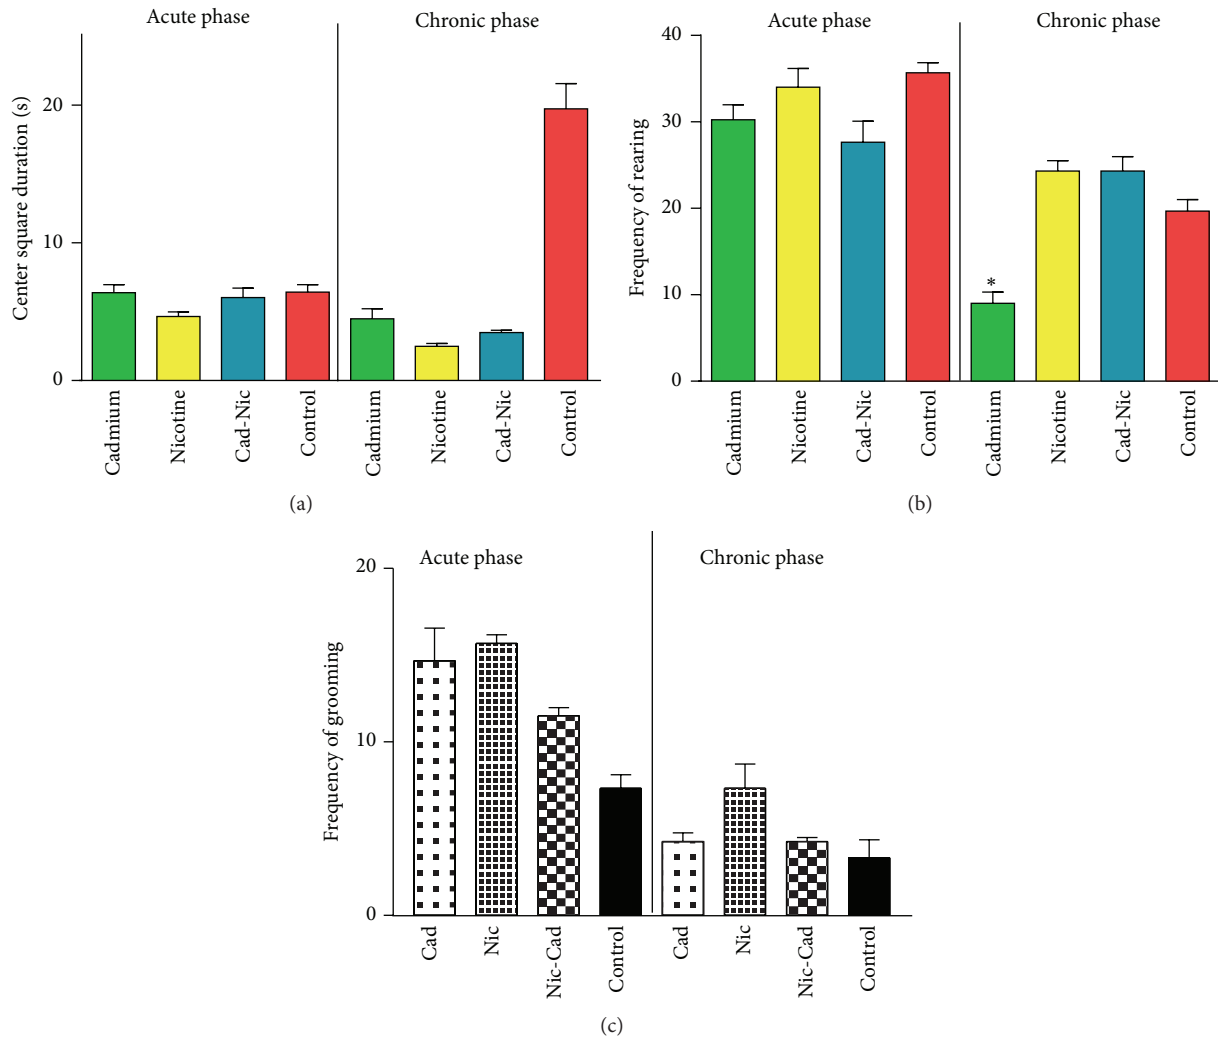 Acute phase
Chronic phase
Center square duration (s)
20
10
0
Cadmium
Nicotine
Cad-Nic
Control
Cadmium
Nicotine
Cad-Nic
Control
(a)
Acute phase
Chronic phase
Frequency of rearing
40
30
20
10
0
*
Cadmium
Nicotine
Cad-Nic
Control
Cadmium
Nicotine
Cad-Nic
Control
(b)
Acute phase
Chronic phase
Frequency of grooming
20
10
0
Cad
Nic
Nic-Cad
Control
Cad
Nic
Nic-Cad
Control
(c)